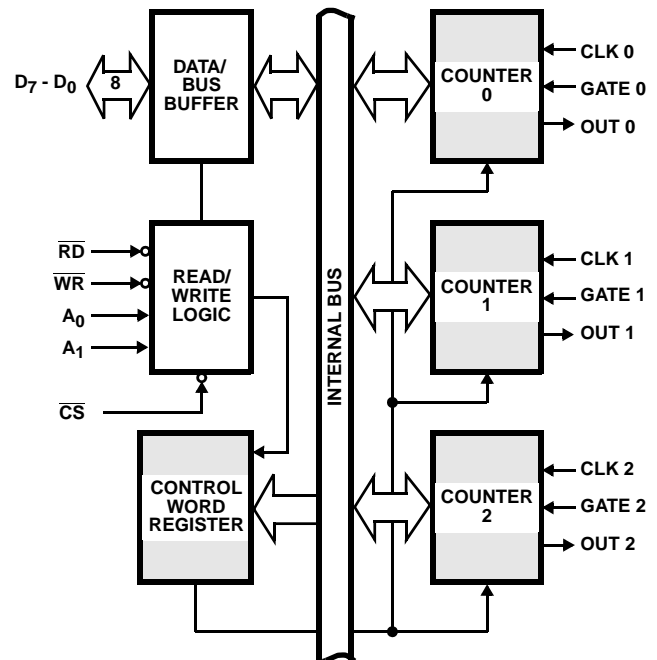 D7 - D0
8
DATA/
BUS
BUFFER
RD
WR
A0
A1
CS
READ/
WRITE
LOGIC
CONTROL
WORD
REGISTER
INTERNAL BUS
COUNTER
0
CLK 0
GATE 0
OUT 0
COUNTER
1
CLK 1
GATE 1
OUT 1
COUNTER
2
CLK 2
GATE 2
OUT 2